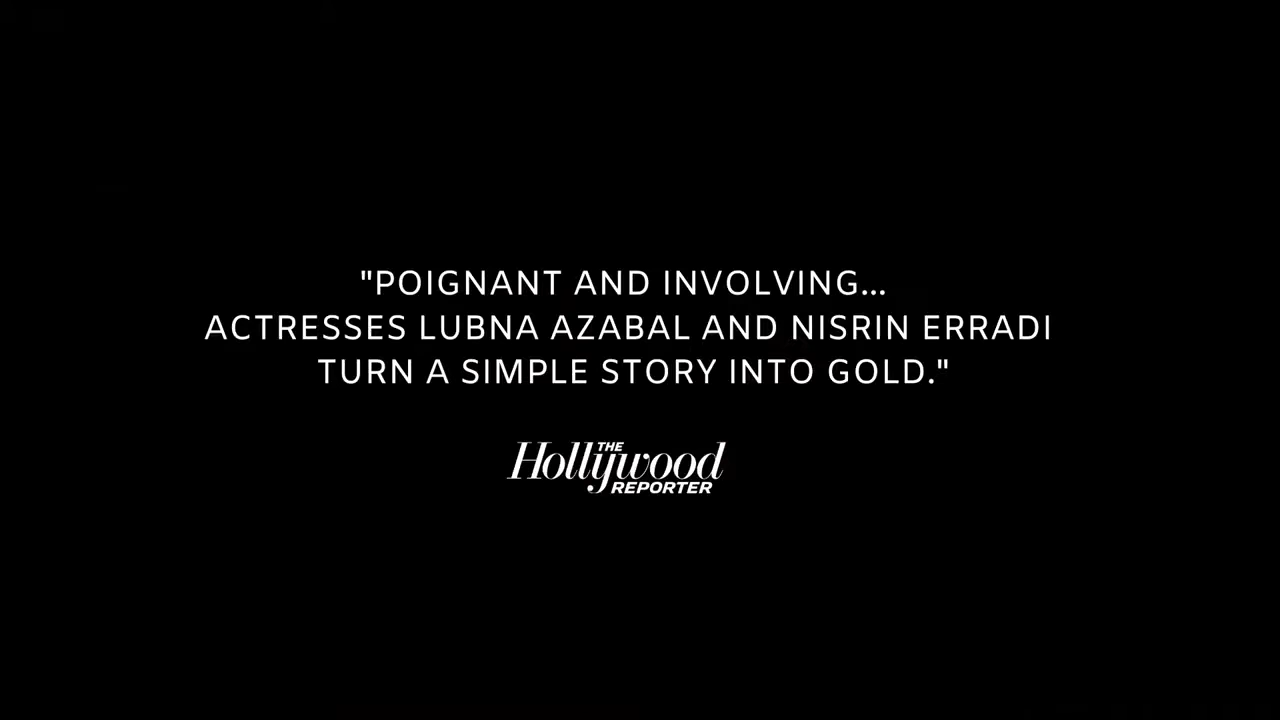 "POIGNANT AND INVOLVING...
ACTRESSES LUBNA AZABAL AND NISRIN ERRADI
TURN A SIMPLE STORY INTO GOLD."
THE
Hollywood
REPORTER